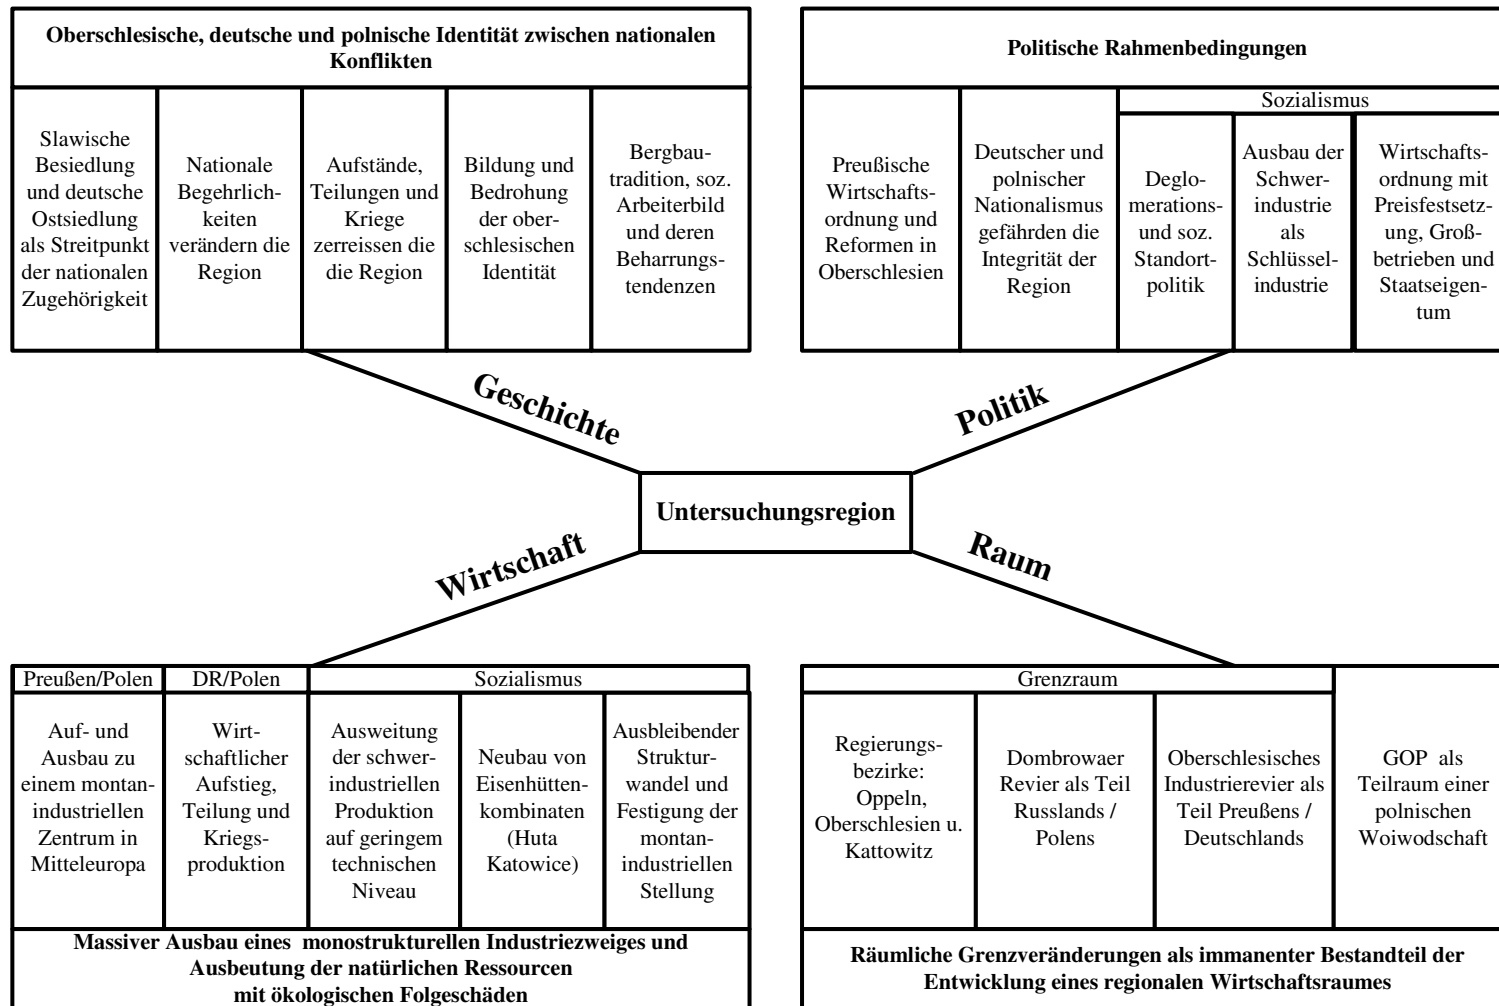 Oberschlesische, deutsche und polnische Identität zwischen nationalen
Konflikten
Slawische
Besiedlung
und deutsche
Ostsiedlung
als Streitpunkt
der nationalen
Zugehörigkeit
Nationale
Begehrlich-
keiten
verändern die
Region
Aufstände,
Teilungen und
Kriege
zerreissen die
die Region
Bildung und
Bedrohung
der ober-
schlesischen
Identität
Bergbau-
tradition, soz.
Arbeiterbild
und deren
Beharrungs-
tendenzen
Politische Rahmenbedingungen
Preußische
Wirtschafts-
ordnung und
Reformen in
Oberschlesien
Deutscher und
polnischer
Nationalismus
gefährden die
Integrität der
Region
Sozialismus
Deglo-
merations-
und soz.
Standort-
politik
Ausbau der
Schwer-
industrie
als
Schlüssel-
industrie
Wirtschafts-
ordnung mit
Preisfestsetz-
ung, Groß-
betrieben und
Staatseigen-
tum
Geschichte
Politik
Untersuchungsregion
Wirtschaft
Raum
Preußen/Polen
Auf- und
Ausbau zu
einem montan-
industriellen
Zentrum in
Mitteleuropa
DR/Polen
Wirt-
schaftlicher
Aufstieg,
Teilung und
Kriegs-
produktion
Sozialismus
Ausweitung
der schwer-
industriellen
Produktion
auf geringem
technischen
Niveau
Neubau von
Eisenhütten-
kombinaten
(Huta
Katowice)
Ausbleibender
Struktur-
wandel und
Festigung der
montan-
industriellen
Stellung
Massiver Ausbau eines monostrukturellen Industriezweiges und
Ausbeutung der natürlichen Ressourcen
mit ökologischen Folgeschäden
Grenzraum
Regierungs-
bezirke:
Oppeln,
Oberschlesien u.
Kattowitz
Dombrowaer
Revier als Teil
Russlands /
Polens
Oberschlesisches
Industrierevier als
Teil Preußens /
Deutschlands
GOP als
Teilraum einer
polnischen
Woiwodschaft
Räumliche Grenzveränderungen als immanenter Bestandteil der
Entwicklung eines regionalen Wirtschaftsraumes